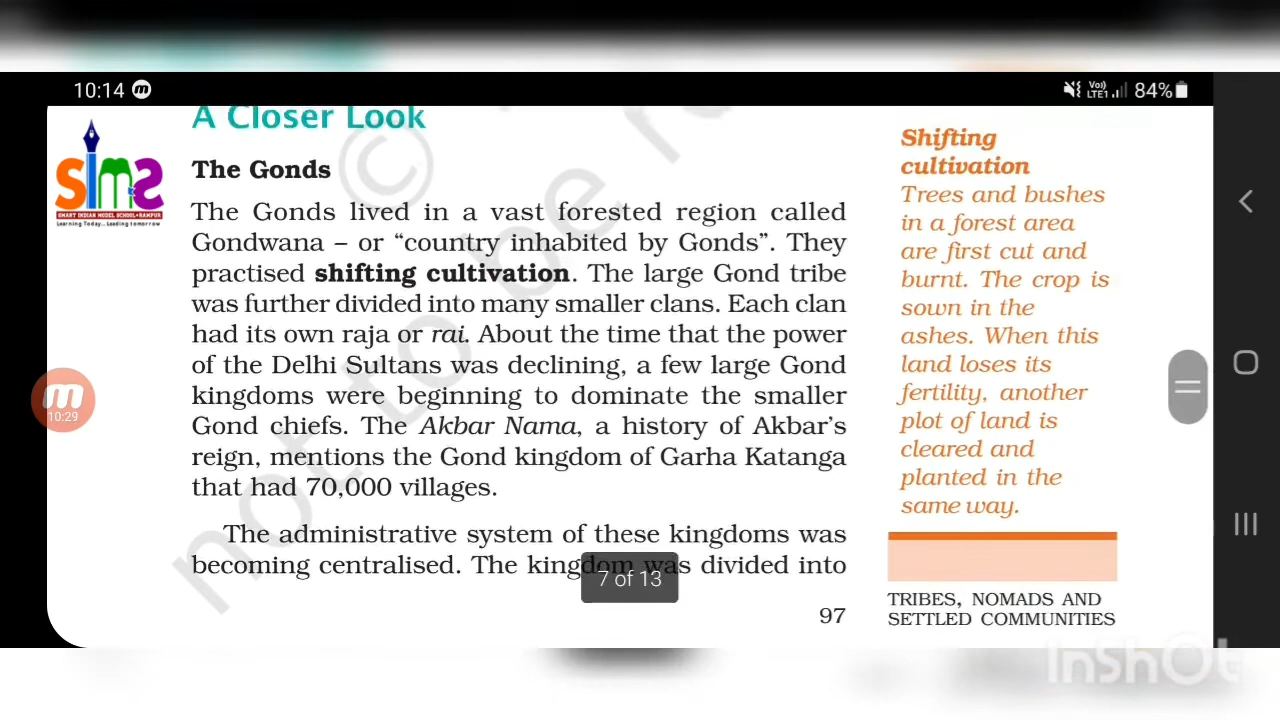 10:14
Vo)
LTE1
84%
A Closer Look
SIMS
SMART INDIAN MODEL SCHOOL-RAMPUR
Learning Today... Leading tomorrow
The Gonds
The Gonds lived in a vast forested region called
Gondwana – or “country inhabited by Gonds”. They
practised shifting cultivation. The large Gond tribe
was further divided into many smaller clans. Each clan
had its own raja or rai. About the time that the power
of the Delhi Sultans was declining, a few large Gond
kingdoms were beginning to dominate the smaller
Gond chiefs. The Akbar Nama, a history of Akbar’s
reign, mentions the Gond kingdom of Garha Katanga
that had 70,000 villages.
The administrative system of these kingdoms was
becoming centralised. The kingdom was divided into
7 of 13
97
10:29
Shifting
cultivation
Trees and bushes
in a forest area
are first cut and
burnt. The crop is
sown in the
ashes. When this
land loses its
fertility, another
plot of land is
cleared and
planted in the
same way.
TRIBES, NOMADS AND
SETTLED COMMUNITIES
©
not to be re
InShOt